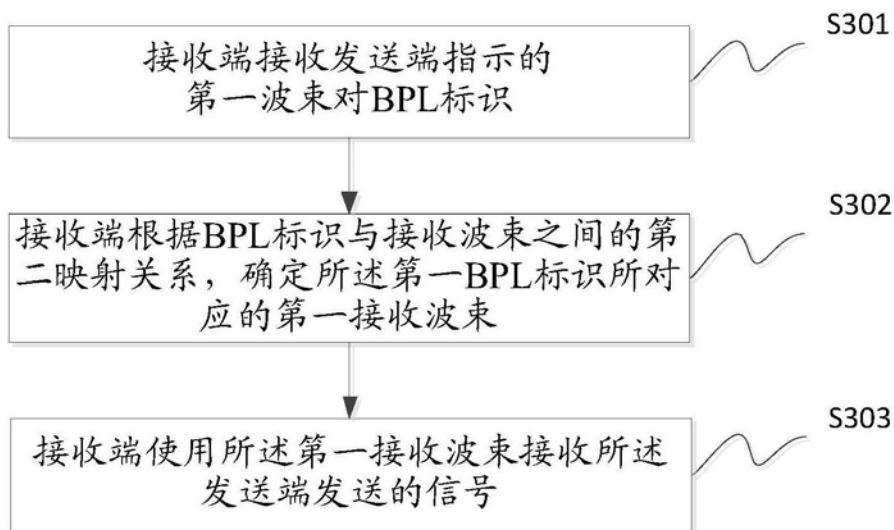 接收端接收发送端指示的
第一波束对BPL标识
S301
接收端根据BPL标识与接收波束之间的第
二映射关系，确定所述第一BPL标识所对
应的第一接收波束
S302
接收端使用所述第一接收波束接收所述
发送端发送的信号
S303